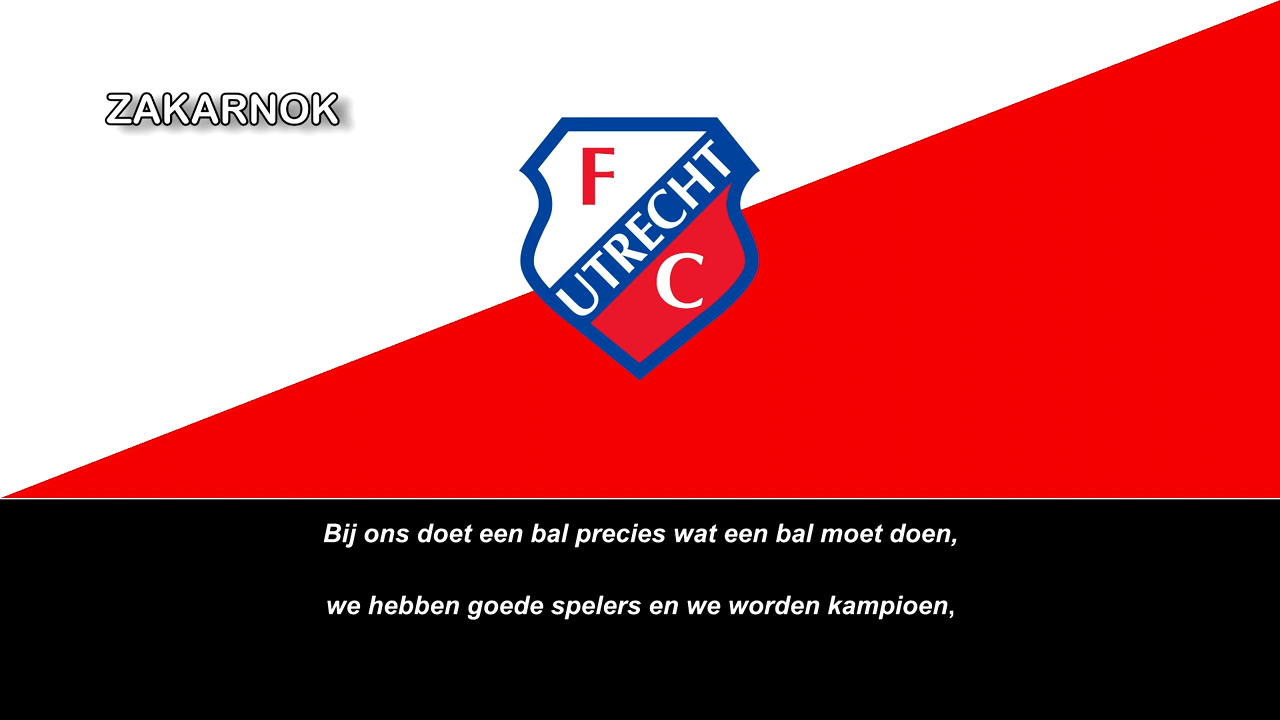 ZAKARNOK
F
UTRECHT
C
Bij ons doet een bal precies wat een bal moet doen,
we hebben goede spelers en we worden kampioen,